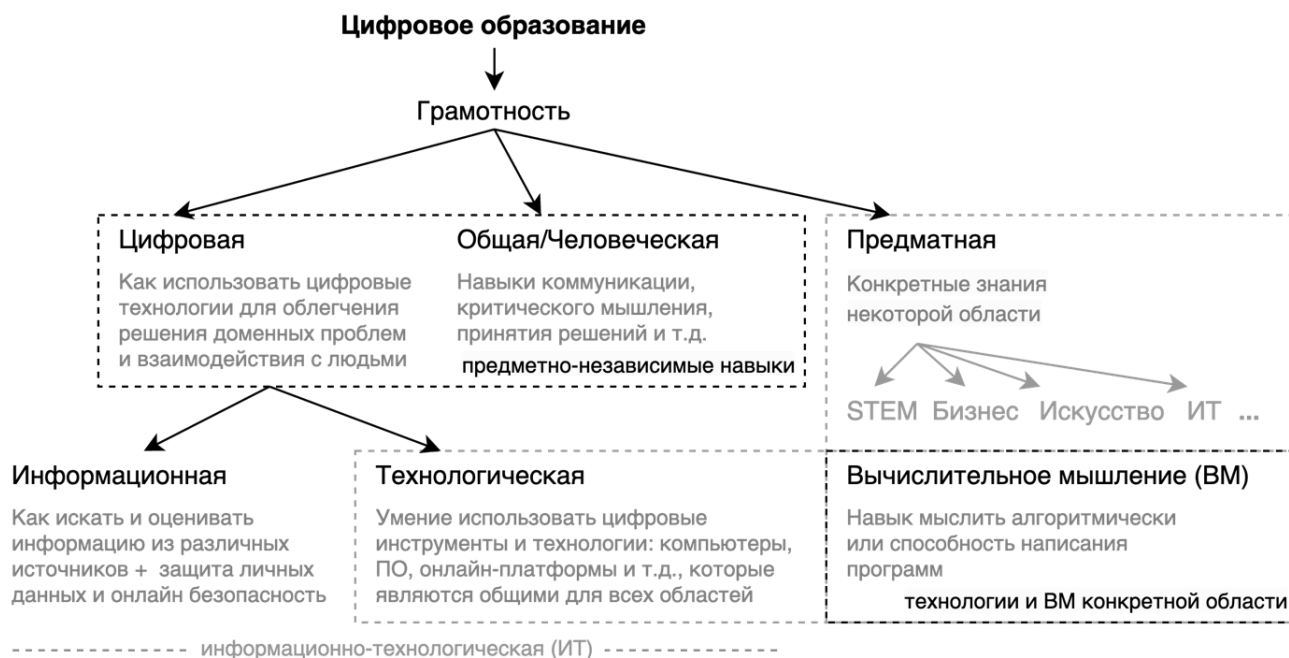 Цифровое образование
Грамотность
Цифровая
Как использовать цифровые
технологии для облегчения
решения доменных проблем
и взаимодействия с людьми
Общая/Человеческая
Навыки коммуникации,
критического мышления,
принятия решений и т.д.
предметно-независимые навыки
Предматная
Конкретные знания
некоторой области
STEM Бизнес Искусство ИТ ...
Информационная
Как искать и оценивать
информацию из различных
источников + защита личных
данных и онлайн безопасность
Технологическая
Умение использовать цифровые
инструменты и технологии: компьютеры,
ПО, онлайн-платформы и т.д., которые
являются общими для всех областей
Вычислительное мышление (ВМ)
Навык мыслить алгоритмически
или способность написания
программ
технологии и ВМ конкретной области
информационно-технологическая (ИТ)